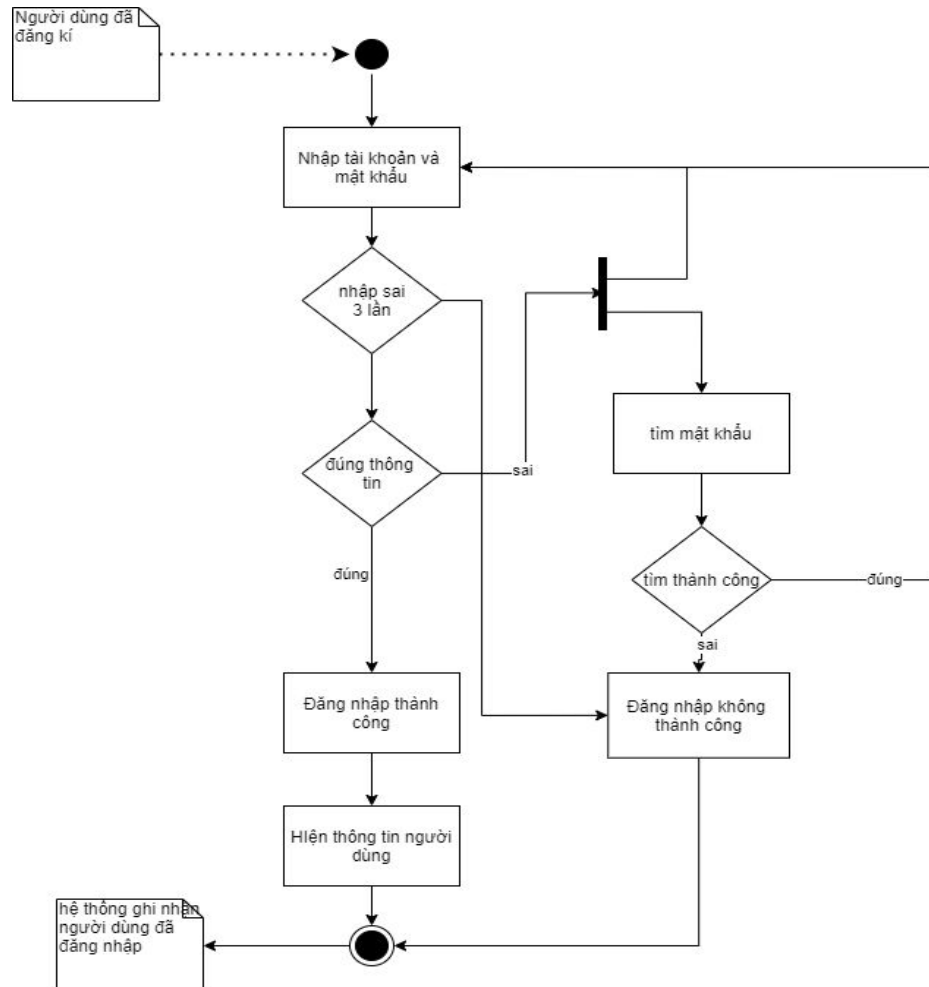 Người dùng đã
đăng kí
Nhập tài khoản và
mật khẩu
nhập sai
3 lần
đúng thông
tin
sai
tìm mật khẩu
đúng
tìm thành công
đúng
sai
Đăng nhập thành
công
Đăng nhập không
thành công
HIện thông tin người
dùng
hệ thống ghi nhận
người dùng đã
đăng nhập